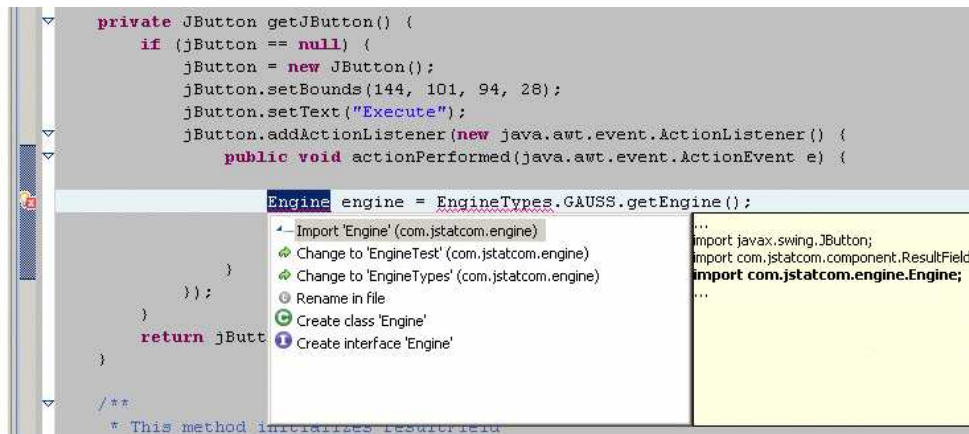 private JButton getJButton() {
if (jButton == null) {
jButton = new JButton();
jButton.setBounds(144, 101, 94, 28);
jButton.setText("Execute");
jButton.addActionListener(new java.awt.event.ActionListener() {
public void actionPerformed(java.awt.event.ActionEvent e) {
Engine engine = EngineTypes.GAUSS.getEngine();
Import 'Engine' (com.jstatcom.engine)
Change to 'EngineTest' (com.jstatcom.engine)
Change to 'EngineTypes' (com.jstatcom.engine)
Rename in file
Create class 'Engine'
Create interface 'Engine'
...
import javax.swing.JButton;
import com.jstatcom.component.ResultField
import com.jstatcom.engine.Engine;
...
}
});
}
return jButt
}
/**
* This method initializes resultField